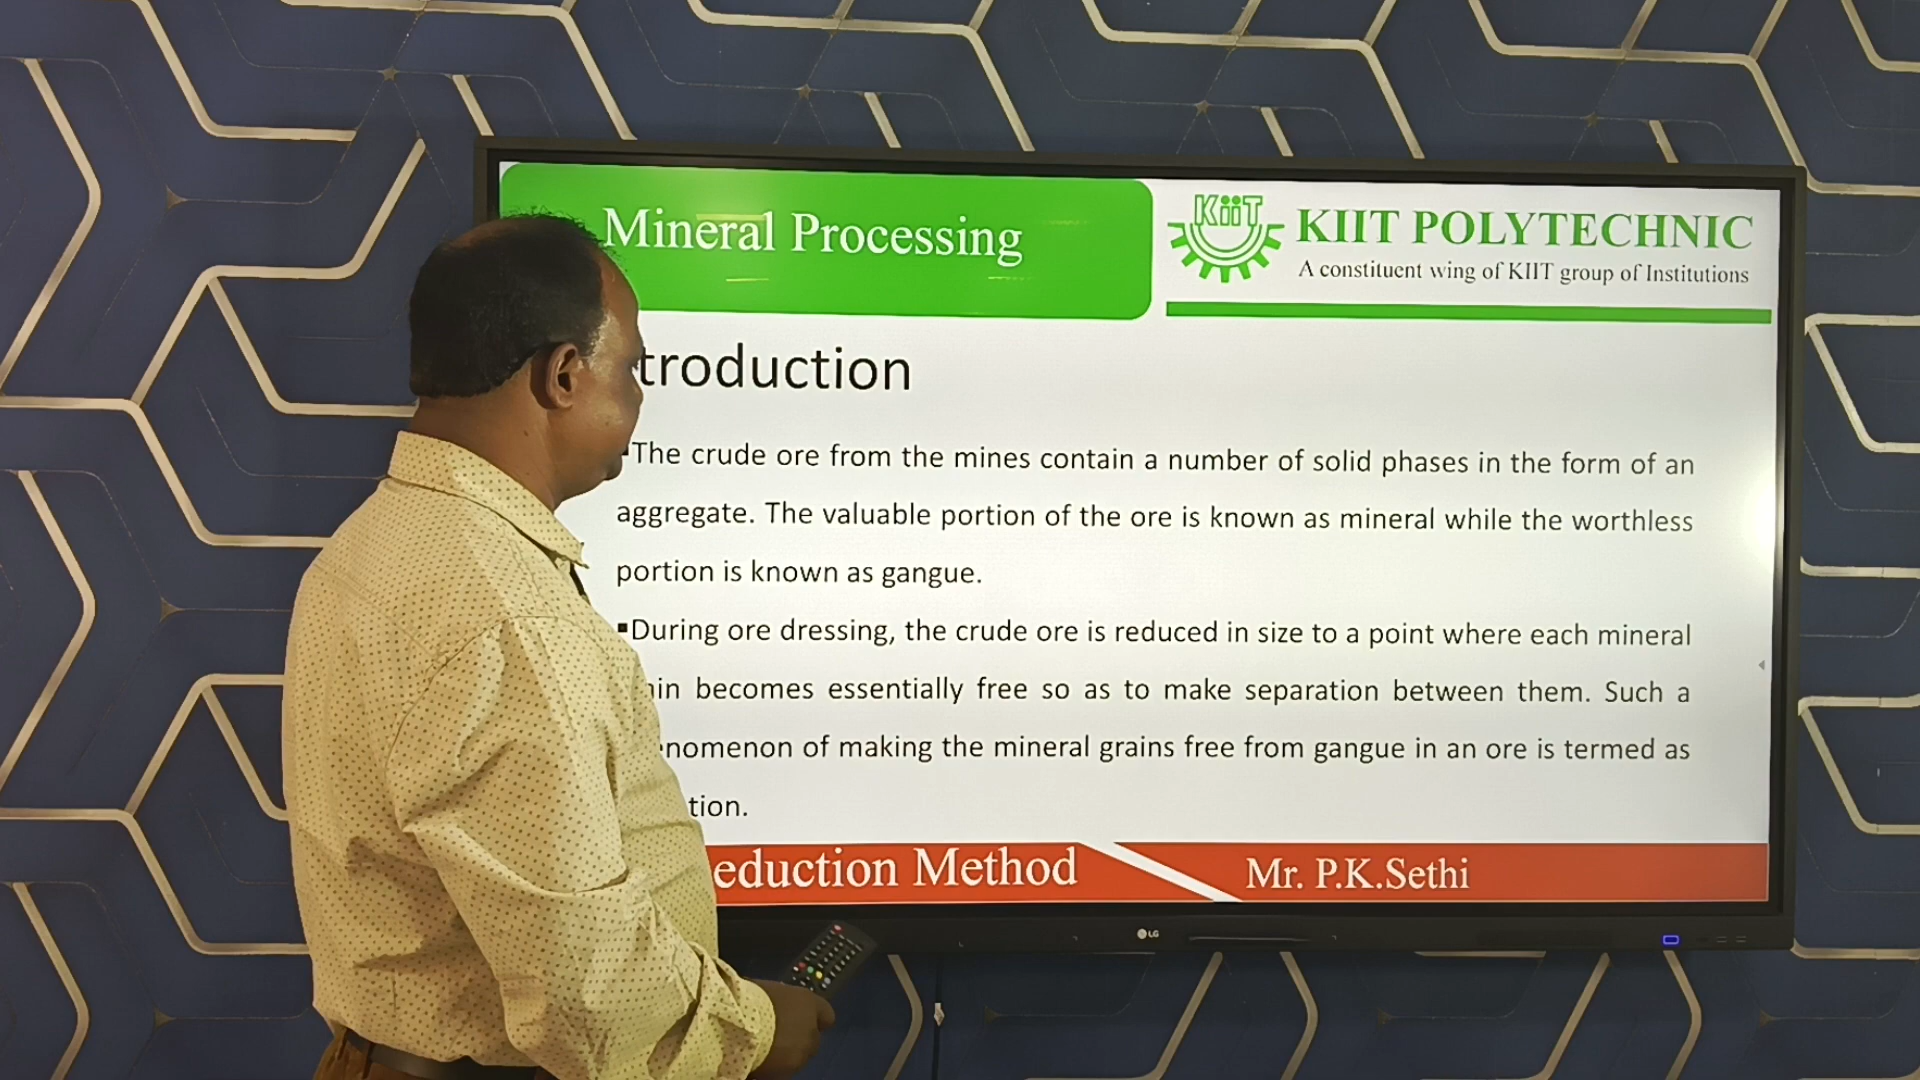 Mineral Processing
KiiT
KIIT POLYTECHNIC
A constituent wing of KIIT group of Institutions
troduction
▪The crude ore from the mines contain a number of solid phases in the form of an
aggregate. The valuable portion of the ore is known as mineral while the worthless
portion is known as gangue.
▪During ore dressing, the crude ore is reduced in size to a point where each mineral
in becomes essentially free so as to make separation between them. Such a
nomenon of making the mineral grains free from gangue in an ore is termed as
tion.
eduction Method
Mr. P.K.Sethi
LG